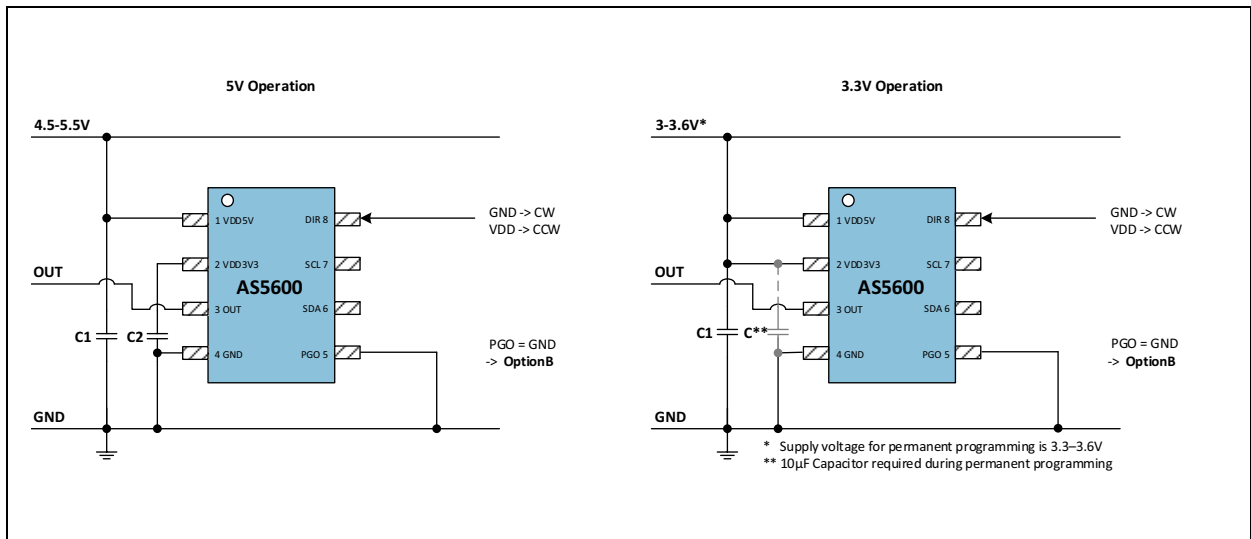 5V Operation
4.5-5.5V
1 VDD5V
DIR 8
GND -> CW
VDD -> CCW
2 VDD3V3
SCL 7
OUT
AS5600
3 OUT
SDA 6
C1
C2
4 GND
PGO 5
PGO = GND
-> OptionB
GND
3.3V Operation
3-3.6V*
1 VDD5V
DIR 8
GND -> CW
VDD -> CCW
2 VDD3V3
SCL 7
OUT
AS5600
3 OUT
SDA 6
C1
C**
4 GND
PGO 5
PGO = GND
-> OptionB
GND
* Supply voltage for permanent programming is 3.3–3.6V
** 10µF Capacitor required during permanent programming